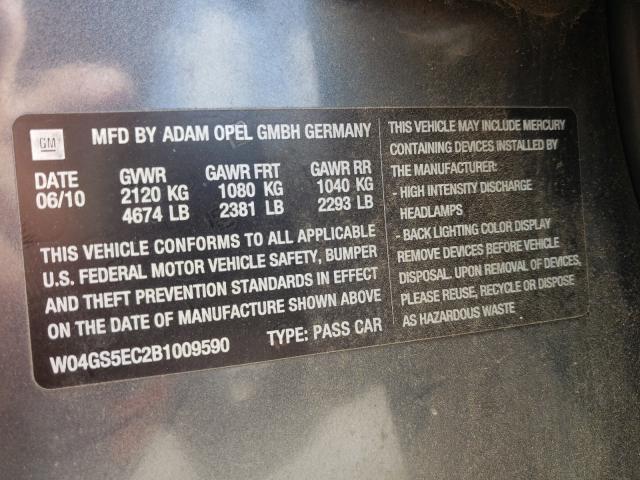 GM
MFD BY ADAM OPEL GMBH GERMANY
DATE GVWR GAWR FRT GAWR RR
06/10 2120 KG 1080 KG 1040 KG
4674 LB 2381 LB 2293 LB
THIS VEHICLE CONFORMS TO ALL APPLICABLE
U.S. FEDERAL MOTOR VEHICLE SAFETY, BUMPER
AND THEFT PREVENTION STANDARDS IN EFFECT
ON THE DATE OF MANUFACTURE SHOWN ABOVE
W04GS5EC2B1009590 TYPE: PASS CAR
THIS VEHICLE MAY INCLUDE MERCURY
CONTAINING DEVICES INSTALLED BY
THE MANUFACTURER:
- HIGH INTENSITY DISCHARGE
HEADLAMPS
- BACK LIGHTING COLOR DISPLAY
REMOVE DEVICES BEFORE VEHICLE
DISPOSAL. UPON REMOVAL OF DEVICES,
PLEASE REUSE, RECYCLE OR DISPOSE
AS HAZARDOUS WASTE